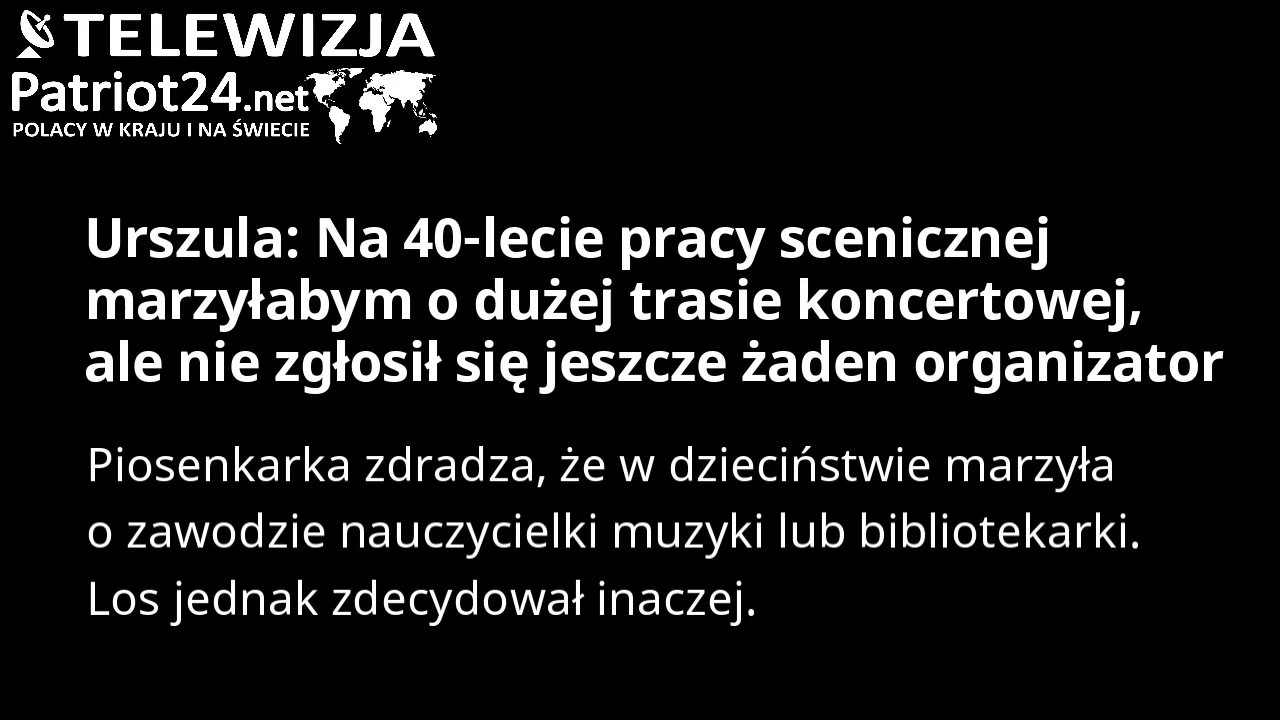 TELEWIZJA
Patriot24.net
POLACY W KRAJU I NA ŚWIECIE
Urszula: Na 40-lecie pracy scenicznej
marzyłabym o dużej trasie koncertowej,
ale nie zgłosił się jeszcze żaden organizator
Piosenkarka zdradza, że w dzieciństwie marzyła
o zawodzie nauczycielki muzyki lub bibliotekarki.
Los jednak zdecydował inaczej.